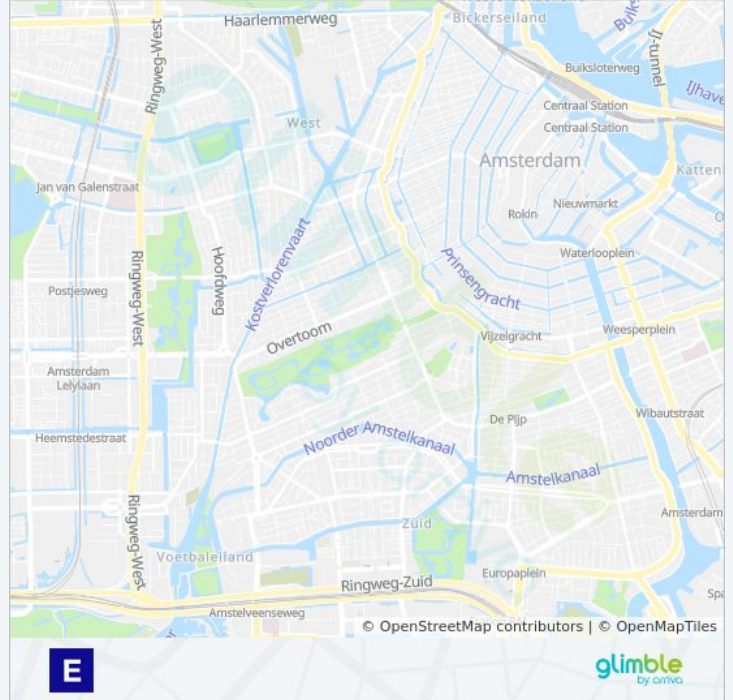 Haarlemmerweg
Bickerseiland
Ringweg-West
IJ-tunnel
Buiksloterweg
Centraal Station
Centraal Station
West
Amsterdam
Jan van Galenstraat
Rokin
Nieuwmarkt
Waterlooplein
Ringweg-West
Hoofdweg
Kostverlorenvaart
Prinsengracht
Postjesweg
Overtoom
Vijzelgracht
Weesperplein
Amsterdam
Lelylaan
De Pijp
Wibautstraat
Heemstedestraat
Noorder Amstelkanaal
Amstelkanaal
Ringweg-West
Amsterdam
Zuid
Voetbaleiland
Europaplein
Ringweg-Zuid
Amstelveenseweg
© OpenStreetMap contributors | © OpenMapTiles
E
glimble
by arriva